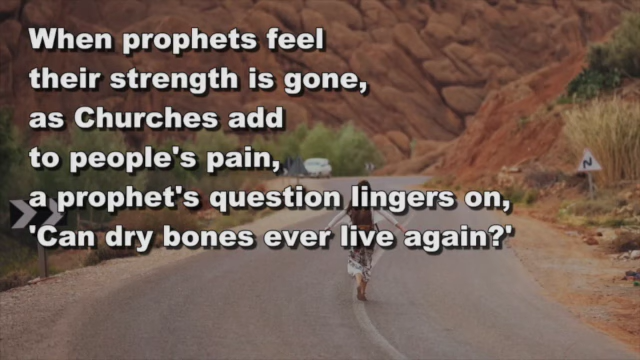 When prophets feel
their strength is gone,
as Churches add
to people's pain,
a prophet's question lingers on,
'Can dry bones ever live again?'
N